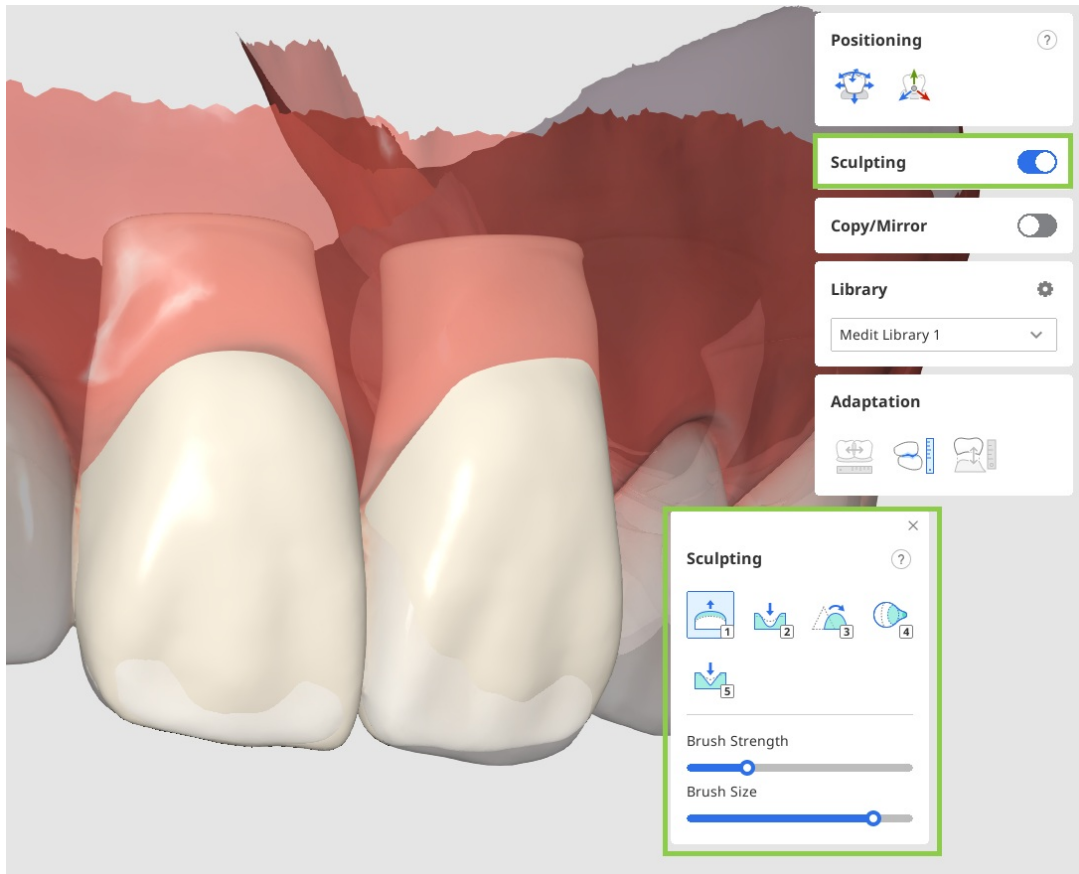 Positioning ?
Sculpting
Copy/Mirror
Library
Medit Library 1
Adaptation
Sculpting ?
1 2 3 4
5
Brush Strength
Brush Size